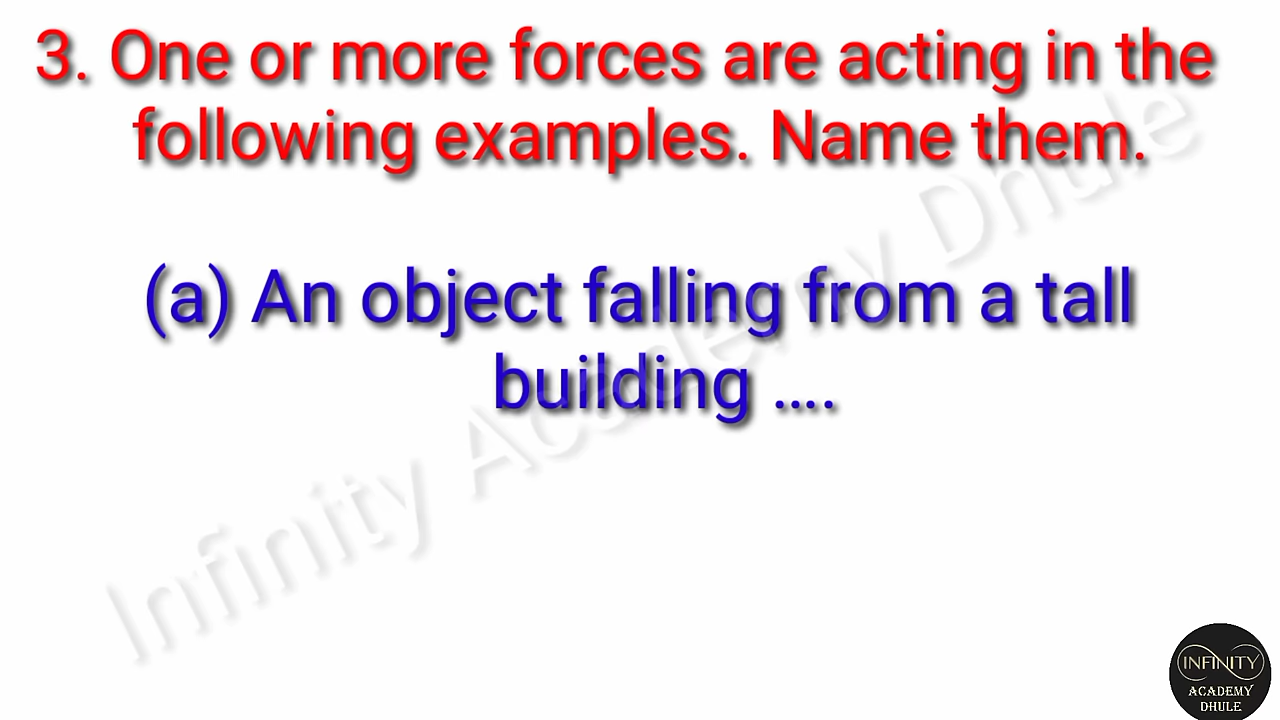 3. One or more forces are acting in the
following examples. Name them.
(a) An object falling from a tall
building ....
Infinity Academy Dhule
INFINITY
ACADEMY
DHULE